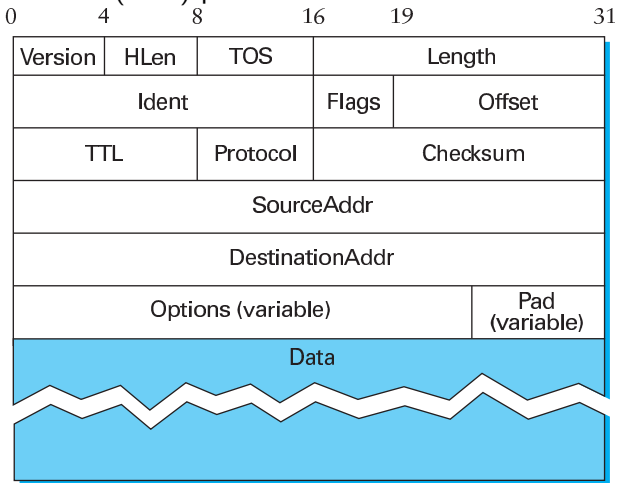 0 4 8 16 19 31
Version HLen TOS Length
Ident Flags Offset
TTL Protocol Checksum
SourceAddr
DestinationAddr
Options (variable) Pad (variable)
Data